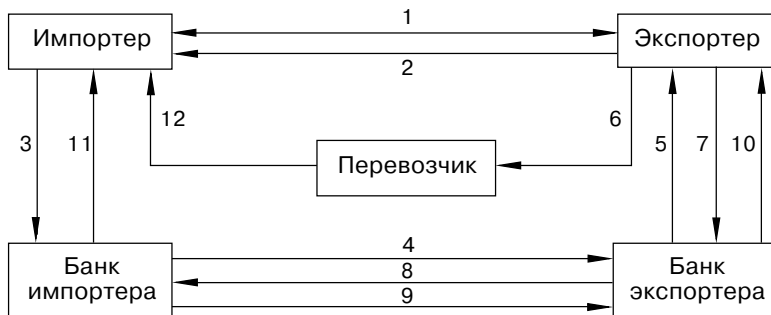 1
Импортер
Экспортер
2
12
6
3
11
5
7
10
Перевозчик
4
Банк
импортера
8
Банк
экспортера
9